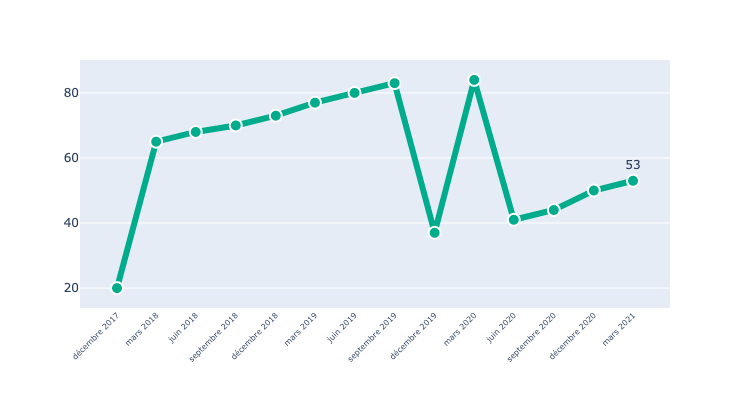 80
60
53
40
20
décembre 2017
mars 2018
juin 2018
septembre 2018
décembre 2018
mars 2019
juin 2019
septembre 2019
décembre 2019
mars 2020
juin 2020
septembre 2020
décembre 2020
mars 2021